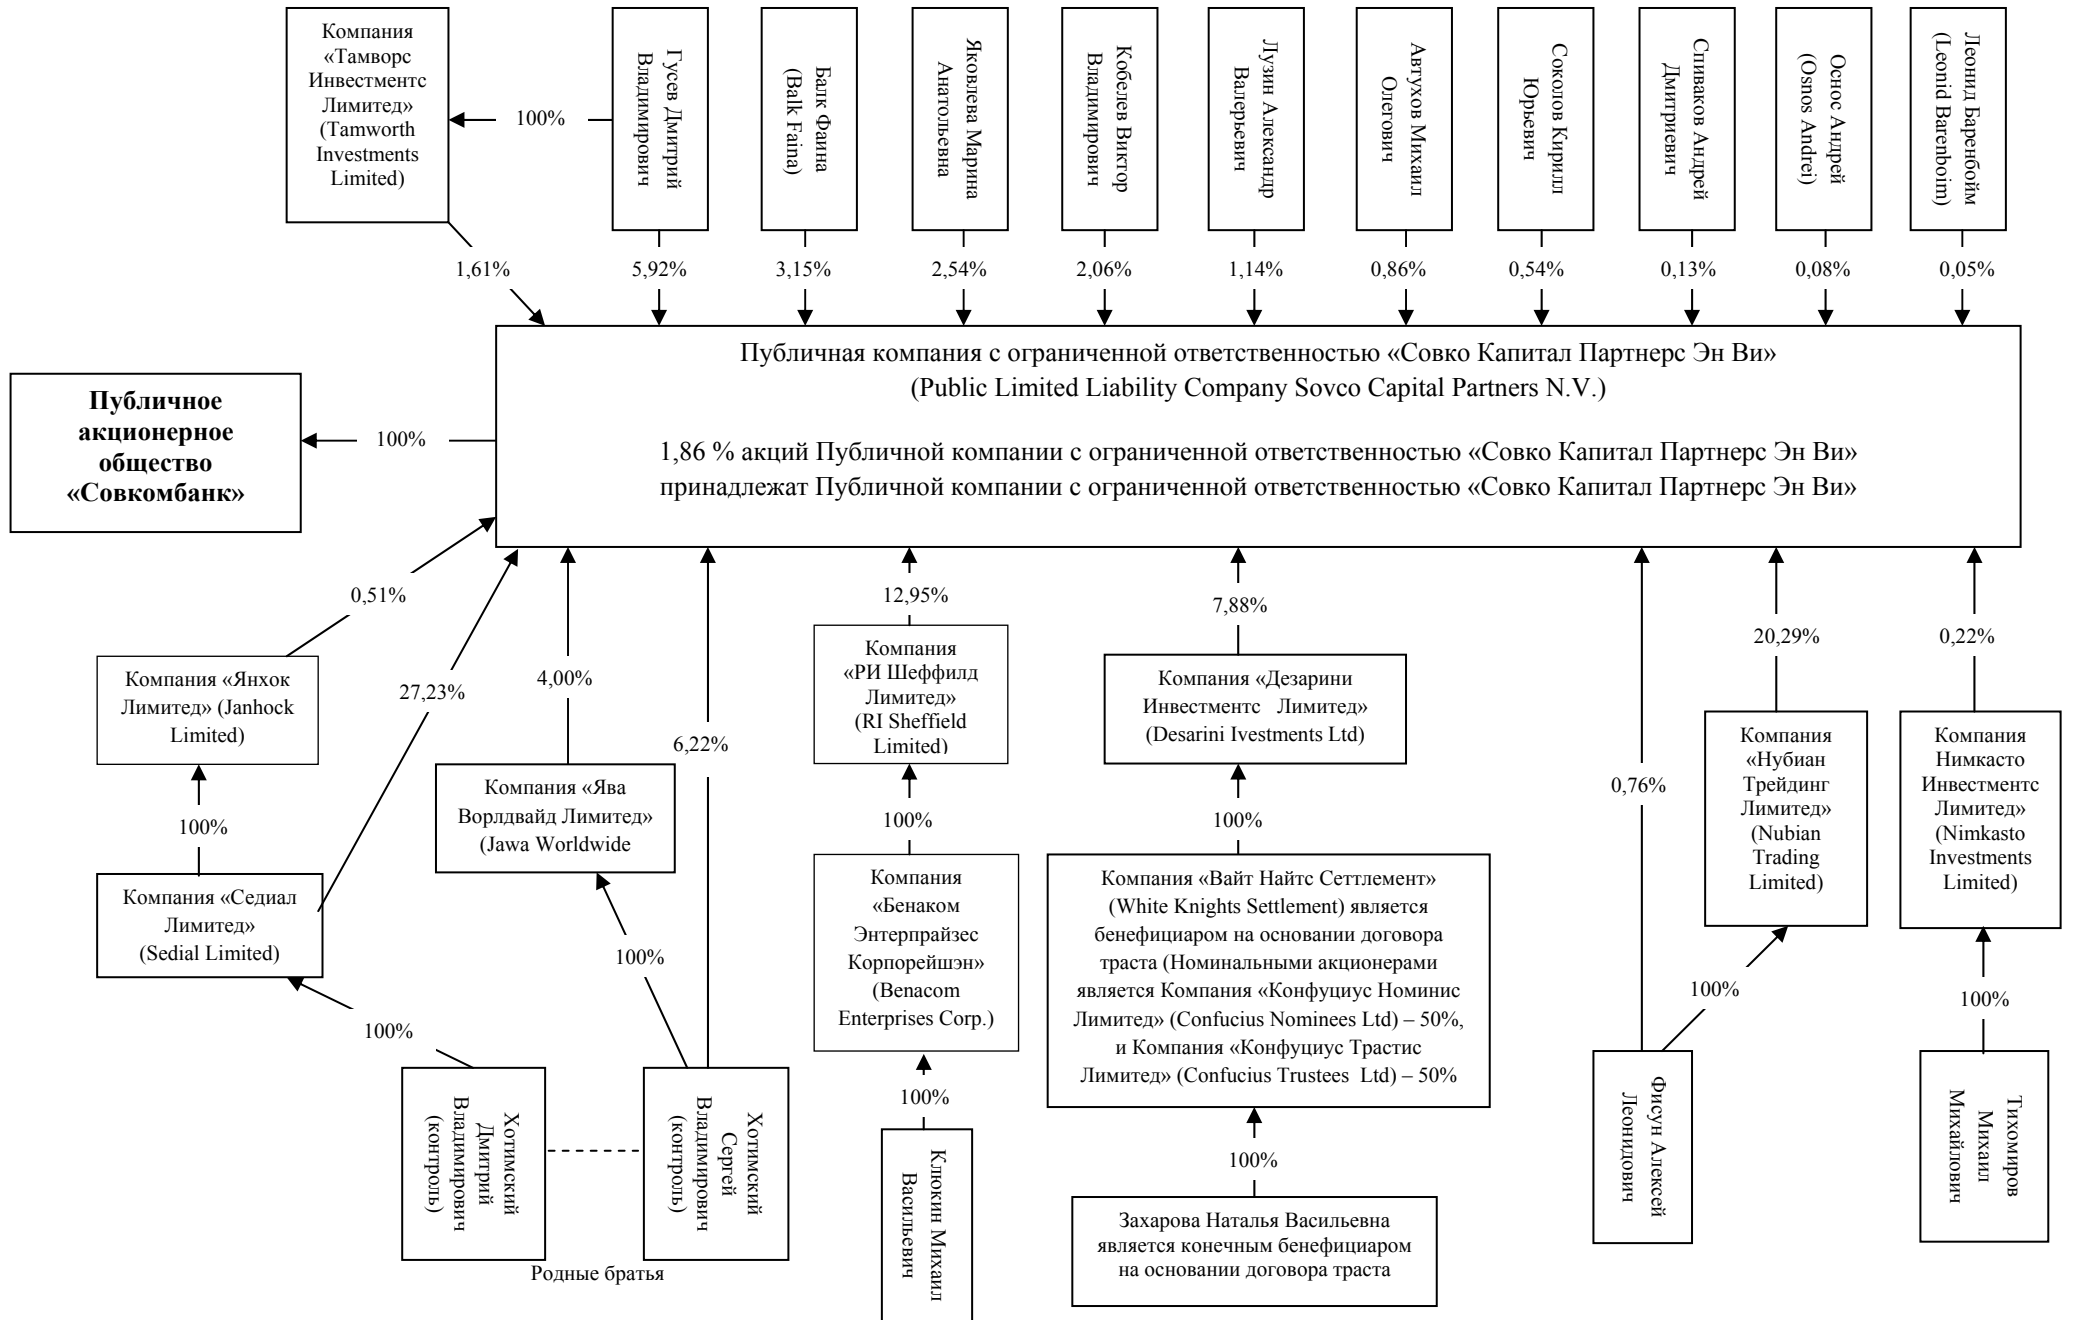 Компания
«Тамворс
Инвестментс
Лимитед»
(Tamworth
Investments
Limited)
100%
Гусев Дмитрий
Владимирович
Балк Фаина
(Balk Faina)
Яковлева Марина
Анатольевна
Кобелев Виктор
Владимирович
Лузин Александр
Валерьевич
Автухов Михаил
Олегович
Соколов Кирилл
Юрьевич
Спиваков Андрей
Дмитриевич
Оснос Андрей
(Osnos Andrei)
Леонид Баренбойм
(Leonid Barenboim)
1,61%
5,92%
3,15%
2,54%
2,06%
1,14%
0,86%
0,54%
0,13%
0,08%
0,05%
Публичная компания с ограниченной ответственностью «Совко Капитал Партнерс Эн Ви»
(Public Limited Liability Company Sovco Capital Partners N.V.)
1,86 % акций Публичной компании с ограниченной ответственностью «Совко Капитал Партнерс Эн Ви»
принадлежат Публичной компании с ограниченной ответственностью «Совко Капитал Партнерс Эн Ви»
100%
Публичное
акционерное
общество
«Совкомбанк»
0,51%
27,23%
4,00%
6,22%
12,95%
7,88%
0,76%
20,29%
0,22%
Компания «Янхок
Лимитед» (Janhock
Limited)
100%
Компания «Седиал
Лимитед»
(Sedial Limited)
100%
Компания «Ява
Ворлдвайд Лимитед»
(Jawa Worldwide
100%
Хотимский
Дмитрий
Владимирович
(контроль)
Хотимский
Сергей
Владимирович
(контроль)
Родные братья
Компания
«РИ Шеффилд
Лимитед»
(RI Sheffield
Limited)
100%
Компания
«Бенаком
Энтерпрайзес
Корпорейшэн»
(Benacom
Enterprises Corp.)
100%
Клюкин Михаил
Васильевич
Компания «Дезарини
Инвестментс Лимитед»
(Desarini Ivestments Ltd)
100%
Компания «Вайт Найтс Сеттлемент»
(White Knights Settlement) является
бенефициаром на основании договора
траста (Номинальными акционерами
является Компания «Конфуциус Номинис
Лимитед» (Confucius Nominees Ltd) – 50%,
и Компания «Конфуциус Трастис
Лимитед» (Confucius Trustees Ltd) – 50%
100%
Захарова Наталья Васильевна
является конечным бенефициаром
на основании договора траста
Компания
«Нубиан
Трейдинг
Лимитед»
(Nubian
Trading
Limited)
100%
Фисун Алексей
Леонидович
Компания
Нимкасто
Инвестментс
Лимитед»
(Nimkasto
Investments
Limited)
100%
Тихомиров
Михаил
Михайлович